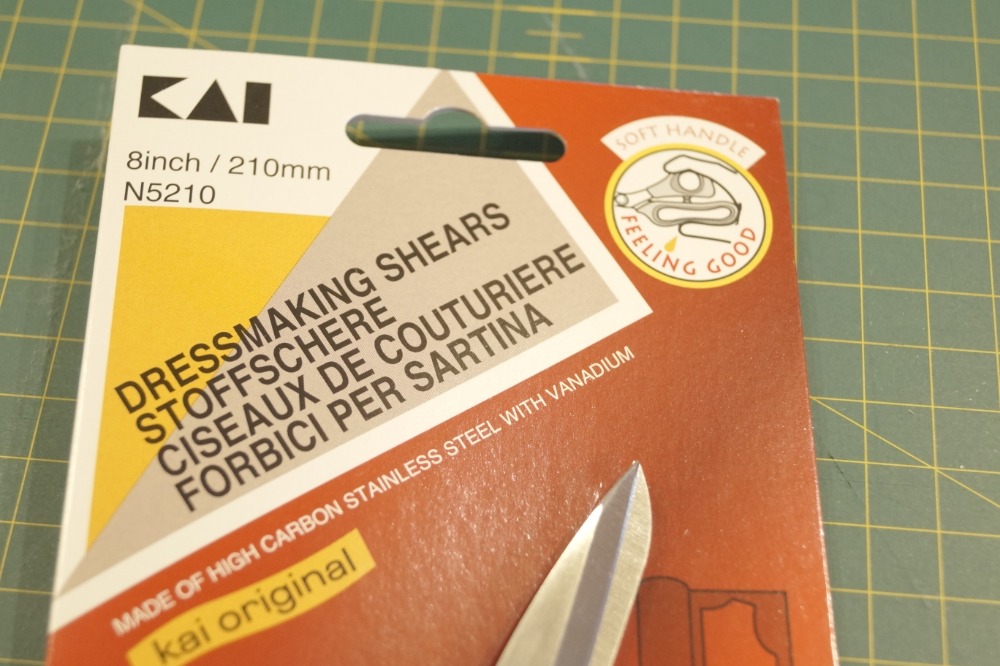 KAI
8inch / 210mm
N5210
SOFT HANDLE
FEELING GOOD
DRESSMAKING SHEARS
STOFFSCHERE
CISEAUX DE COUTURIERE
FORBICI PER SARTINA
MADE OF HIGH CARBON STAINLESS STEEL WITH VANADIUM
kai original